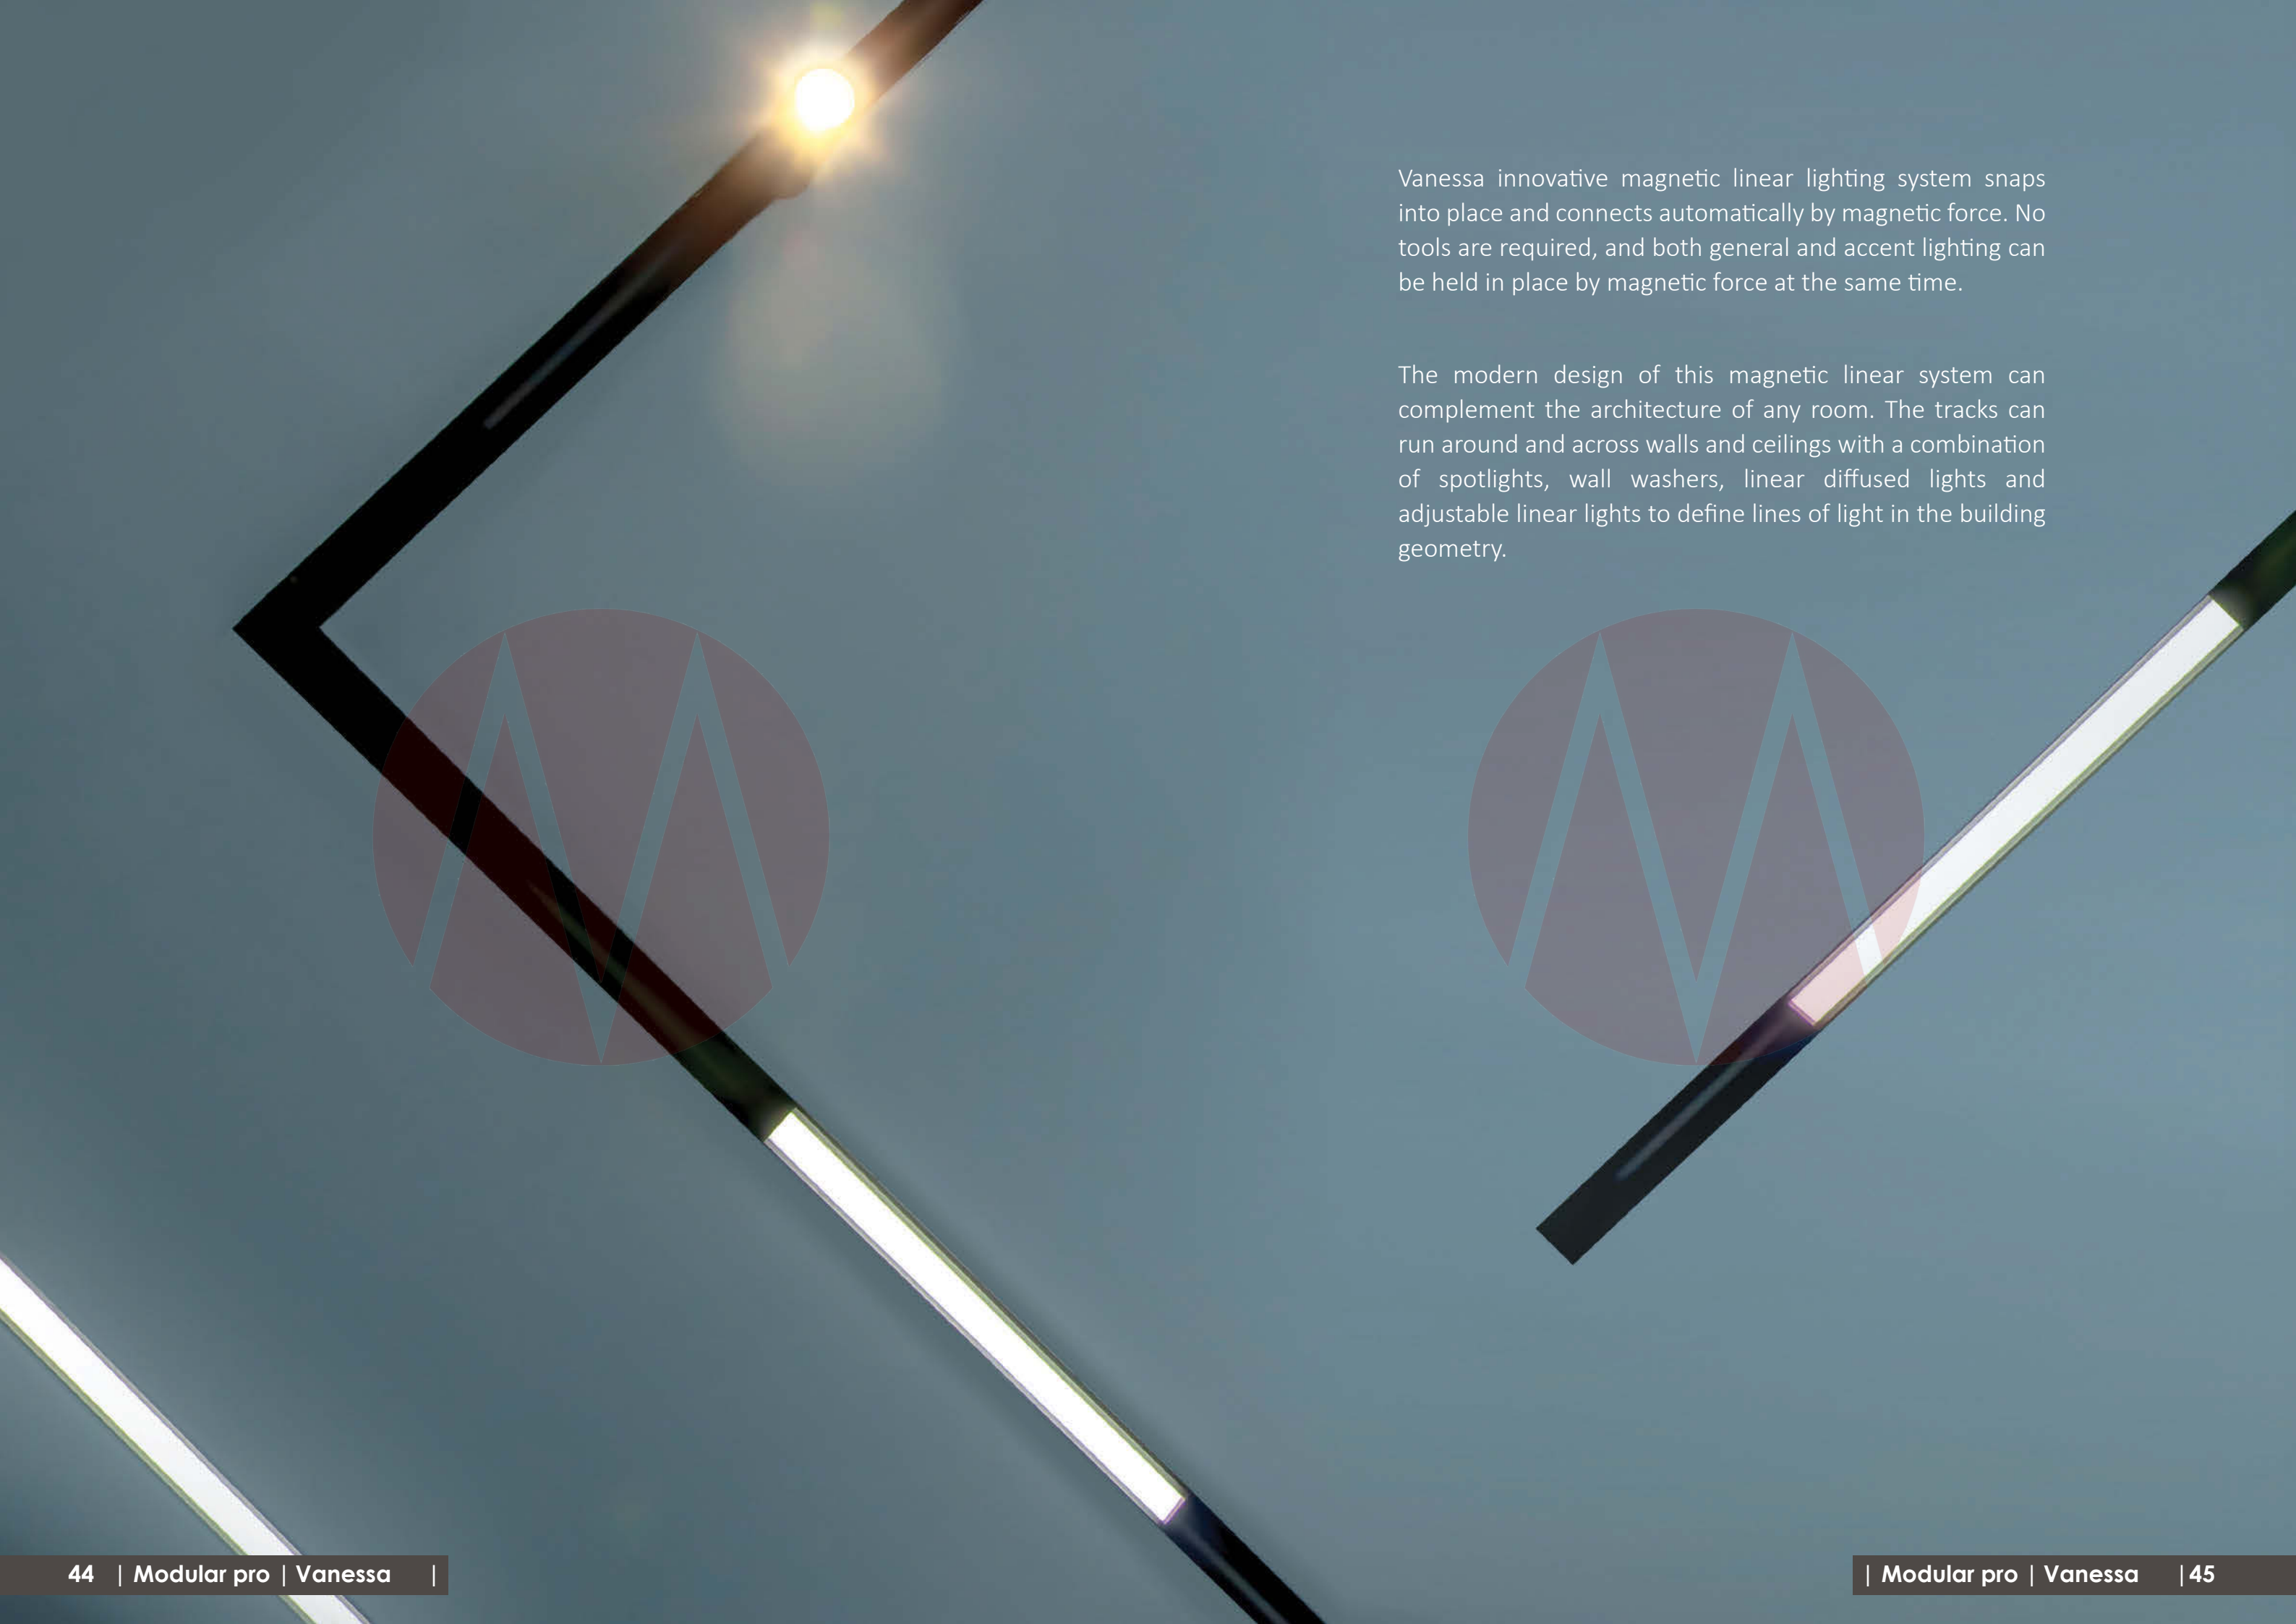 Vanessa innovative magnetic linear lighting system snaps
into place and connects automatically by magnetic force. No
tools are required, and both general and accent lighting can
be held in place by magnetic force at the same time.
The modern design of this magnetic linear system can
complement the architecture of any room. The tracks can
run around and across walls and ceilings with a combination
of spotlights, wall washers, linear diffused lights and
adjustable linear lights to define lines of light in the building
geometry.
44 | Modular pro | Vanessa |
| Modular pro | Vanessa | 45